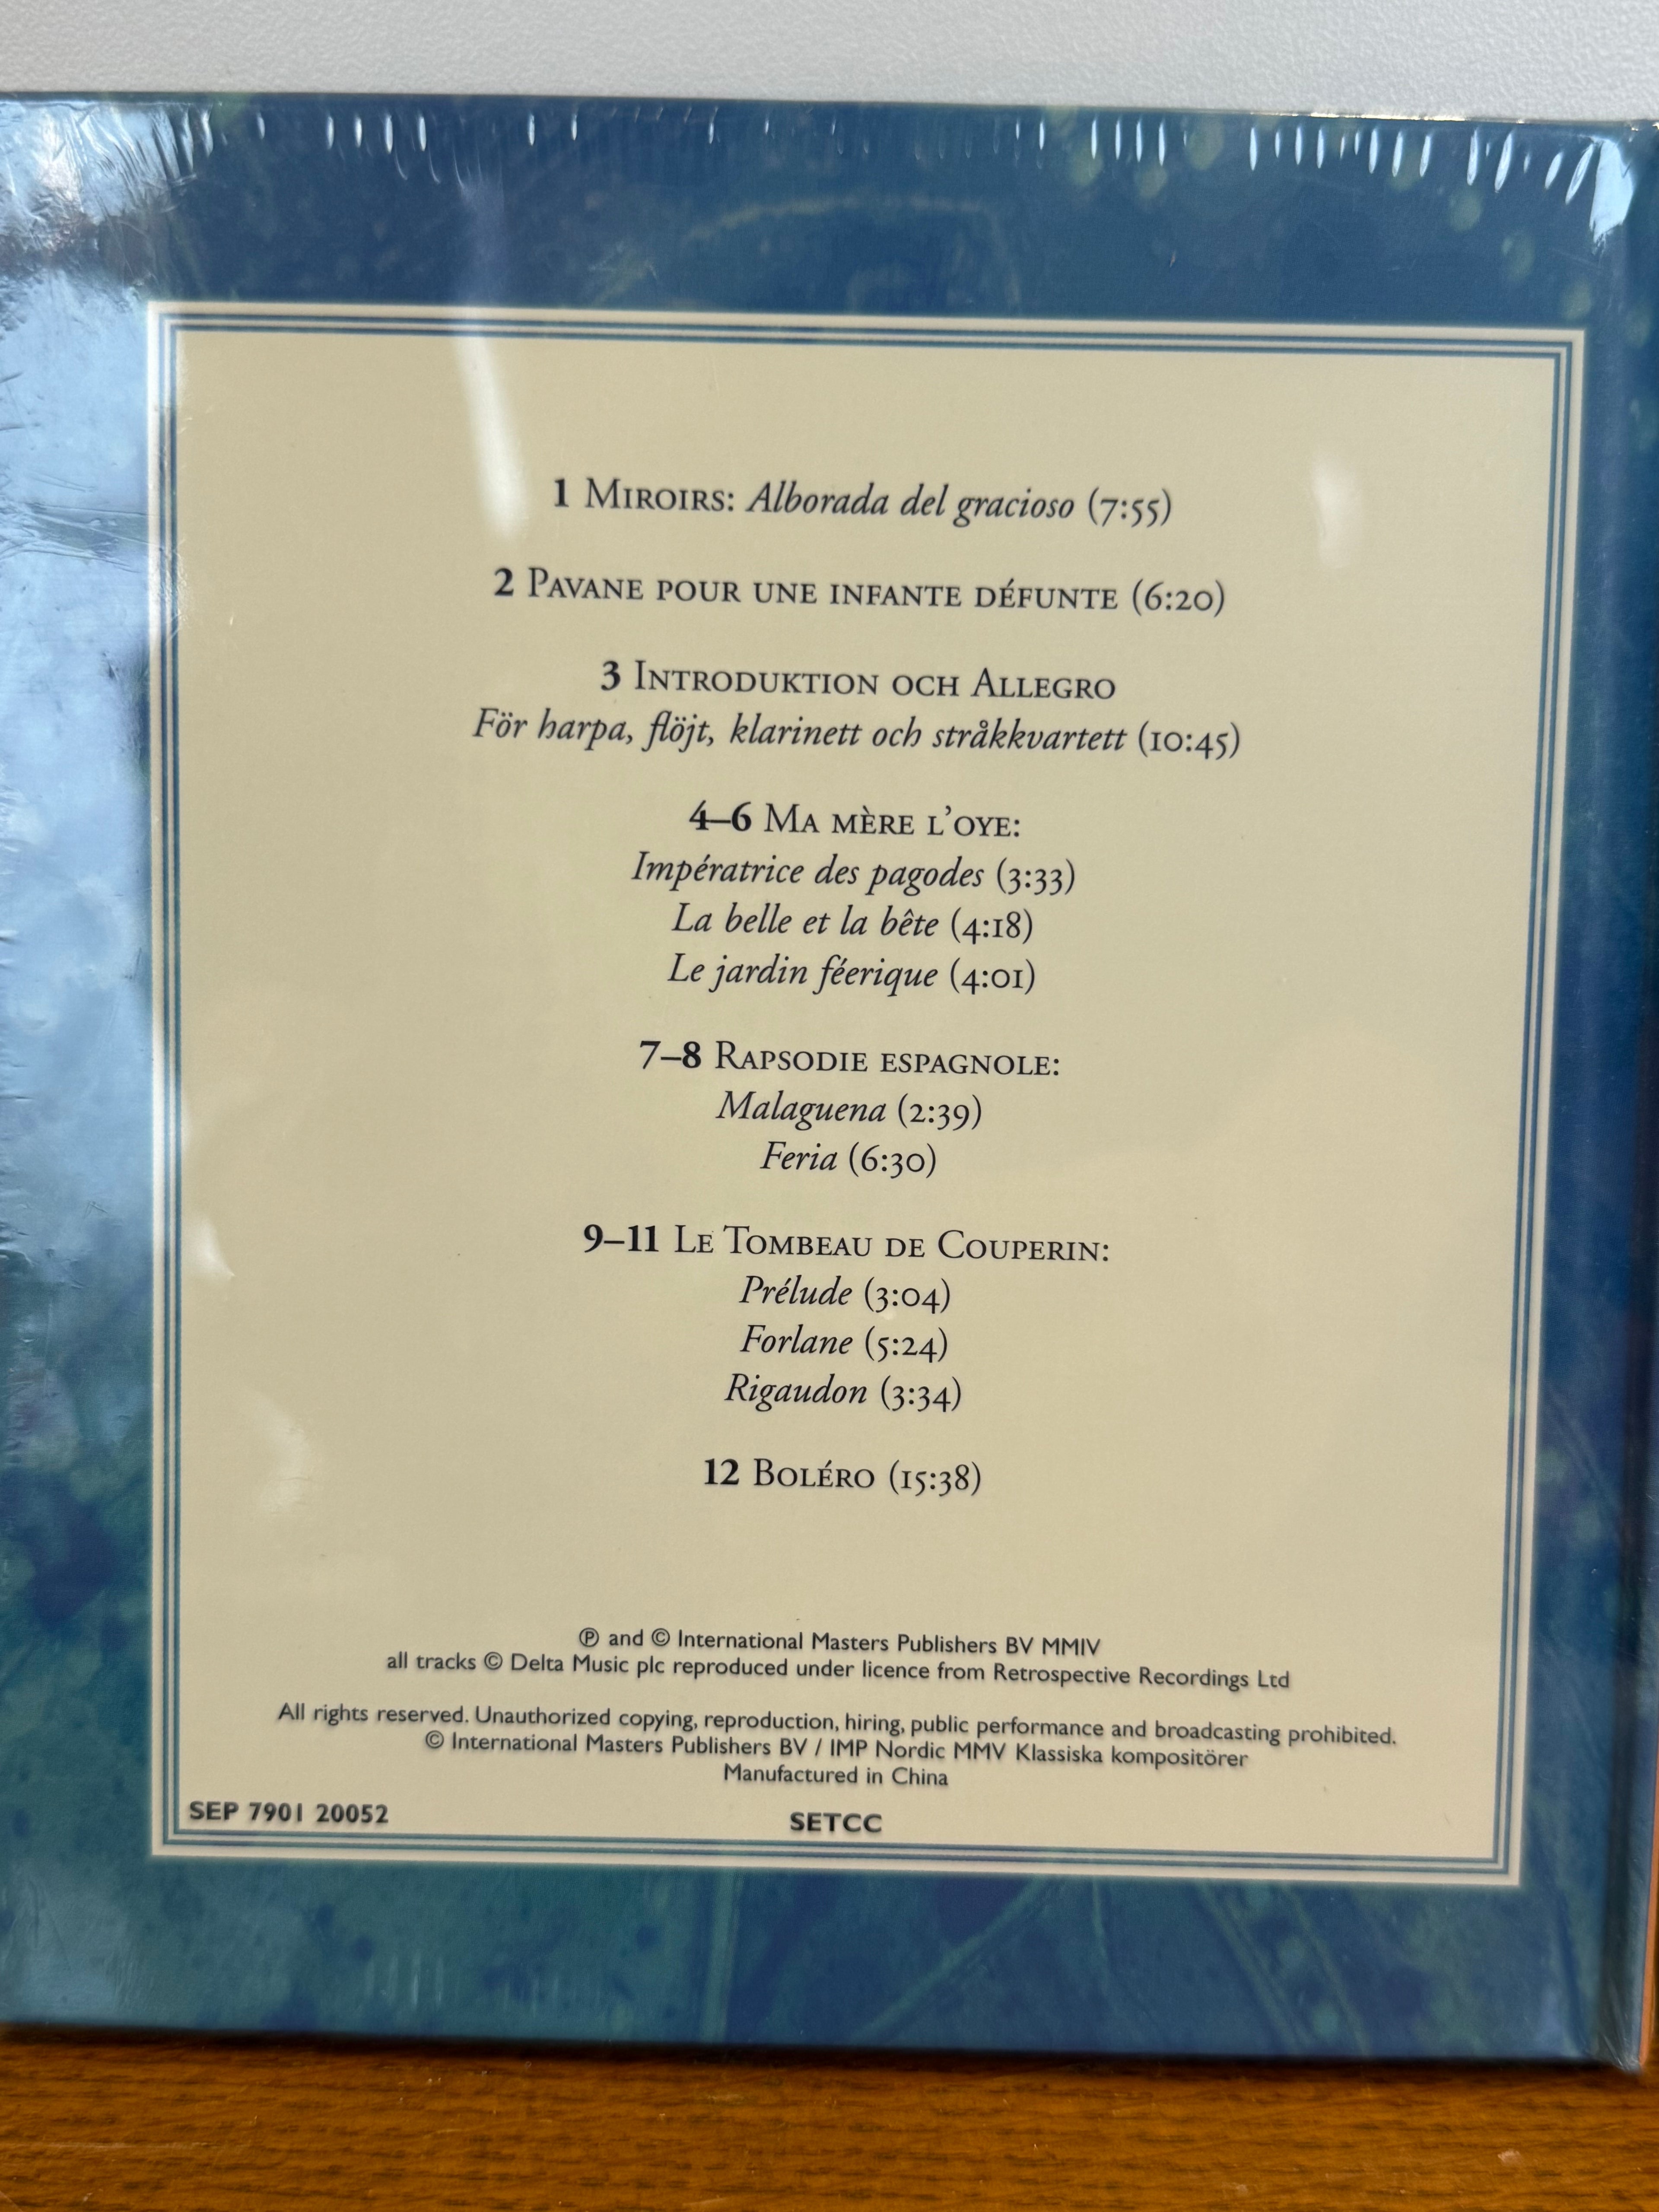 1 MIROIRS: Alborada del gracioso (7:55)
2 PAVANE POUR UNE INFANTE DÉFUNTE (6:20)
3 INTRODUKTION OCH ALLEGRO
För harpa, flöjt, klarinett och stråkkvartett (10:45)
4–6 MA MÈRE L'OYE:
Impératrice des pagodes (3:33)
La belle et la bête (4:18)
Le jardin féerique (4:01)
7–8 RAPSODIE ESPAGNOLE:
Malaguena (2:39)
Feria (6:30)
9–11 LE TOMBEAU DE COUPERIN:
Prélude (3:04)
Forlane (5:24)
Rigaudon (3:34)
12 BOLÉRO (15:38)
℗ and © International Masters Publishers BV MMIV
all tracks © Delta Music plc reproduced under licence from Retrospective Recordings Ltd
All rights reserved. Unauthorized copying, reproduction, hiring, public performance and broadcasting prohibited.
© International Masters Publishers BV / IMP Nordic MMV Klassiska kompositörer
Manufactured in China
SEP 7901 20052
SETCC